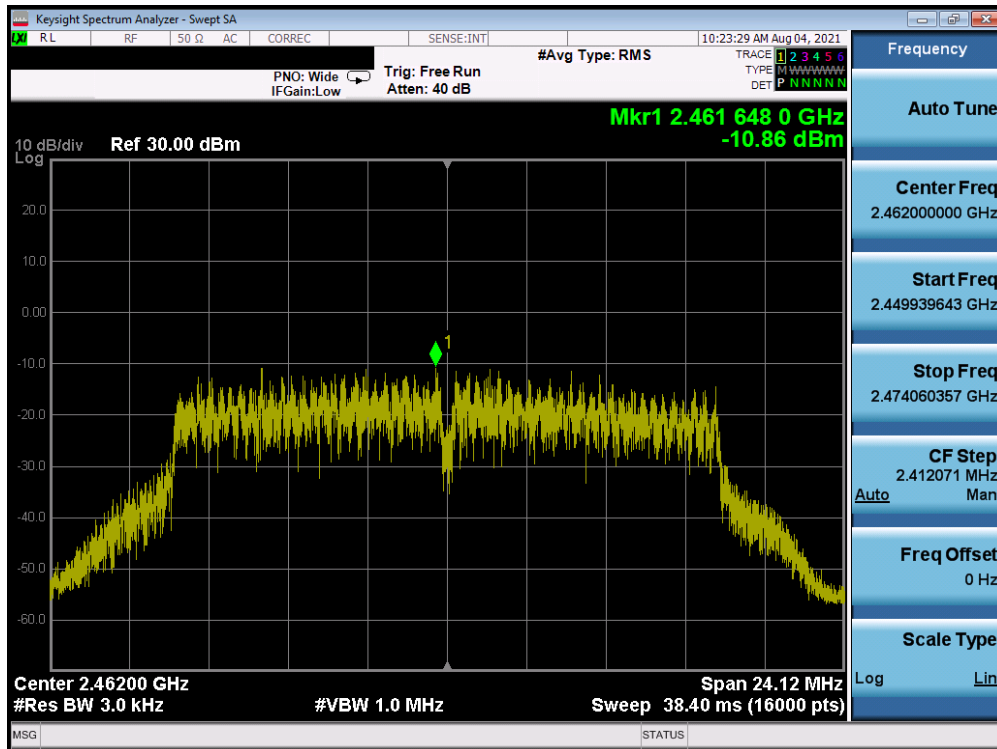 Keysight Spectrum Analyzer - Swept SA
LXI RL RF 50 Ω AC CORREC SENSE:INT 10:23:29 AM Aug 04, 2021
#Avg Type: RMS
TRACE 1 2 3 4 5 6
TYPE M WWWWW
DET P N N N N N
PNO: Wide
IFGain:Low
Trig: Free Run
Atten: 40 dB
Mkr1 2.461 648 0 GHz
-10.86 dBm
10 dB/div
Log
Ref 30.00 dBm
20.0
10.0
0.00
-10.0
-20.0
-30.0
-40.0
-50.0
-60.0
1
Center 2.46200 GHz
Span 24.12 MHz
#Res BW 3.0 kHz
#VBW 1.0 MHz
Sweep 38.40 ms (16000 pts)
MSG
STATUS
Frequency
Auto Tune
Center Freq
2.462000000 GHz
Start Freq
2.449939643 GHz
Stop Freq
2.474060357 GHz
CF Step
2.412071 MHz
Auto Man
Freq Offset
0 Hz
Scale Type
Log Lin